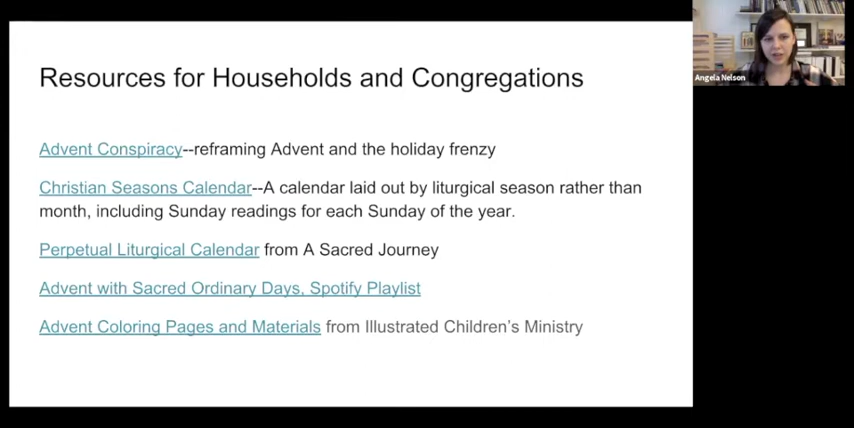 Resources for Households and Congregations
Advent Conspiracy--reframing Advent and the holiday frenzy
Christian Seasons Calendar--A calendar laid out by liturgical season rather than
month, including Sunday readings for each Sunday of the year.
Perpetual Liturgical Calendar from A Sacred Journey
Advent with Sacred Ordinary Days, Spotify Playlist
Advent Coloring Pages and Materials from Illustrated Children's Ministry
Angela Nelson